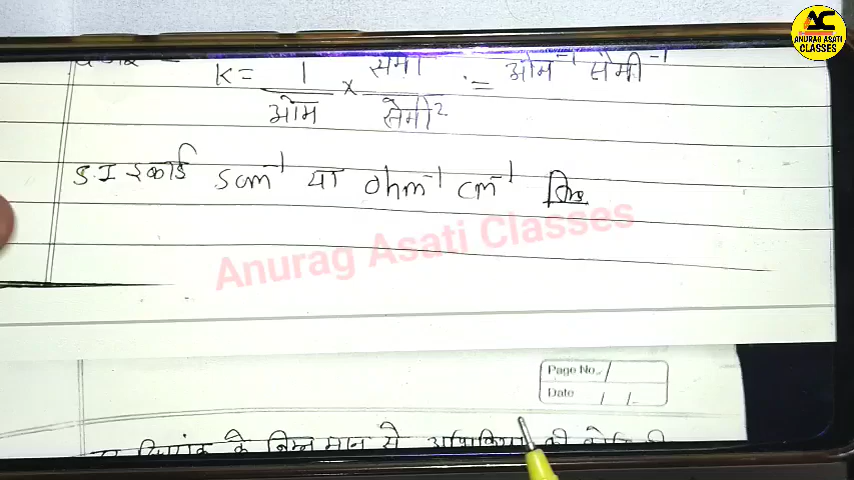 AC
ANURAG ASATI
CLASSES
K = 1 / ओम × सेमी / सेमी² = ओम⁻¹ सेमी⁻¹
S.I इकाई Scm⁻¹ या ohm⁻¹ cm⁻¹
Anurag Asati Classes
Page No.
Date
के निम्न मान से अभिक्रिया की कोटि